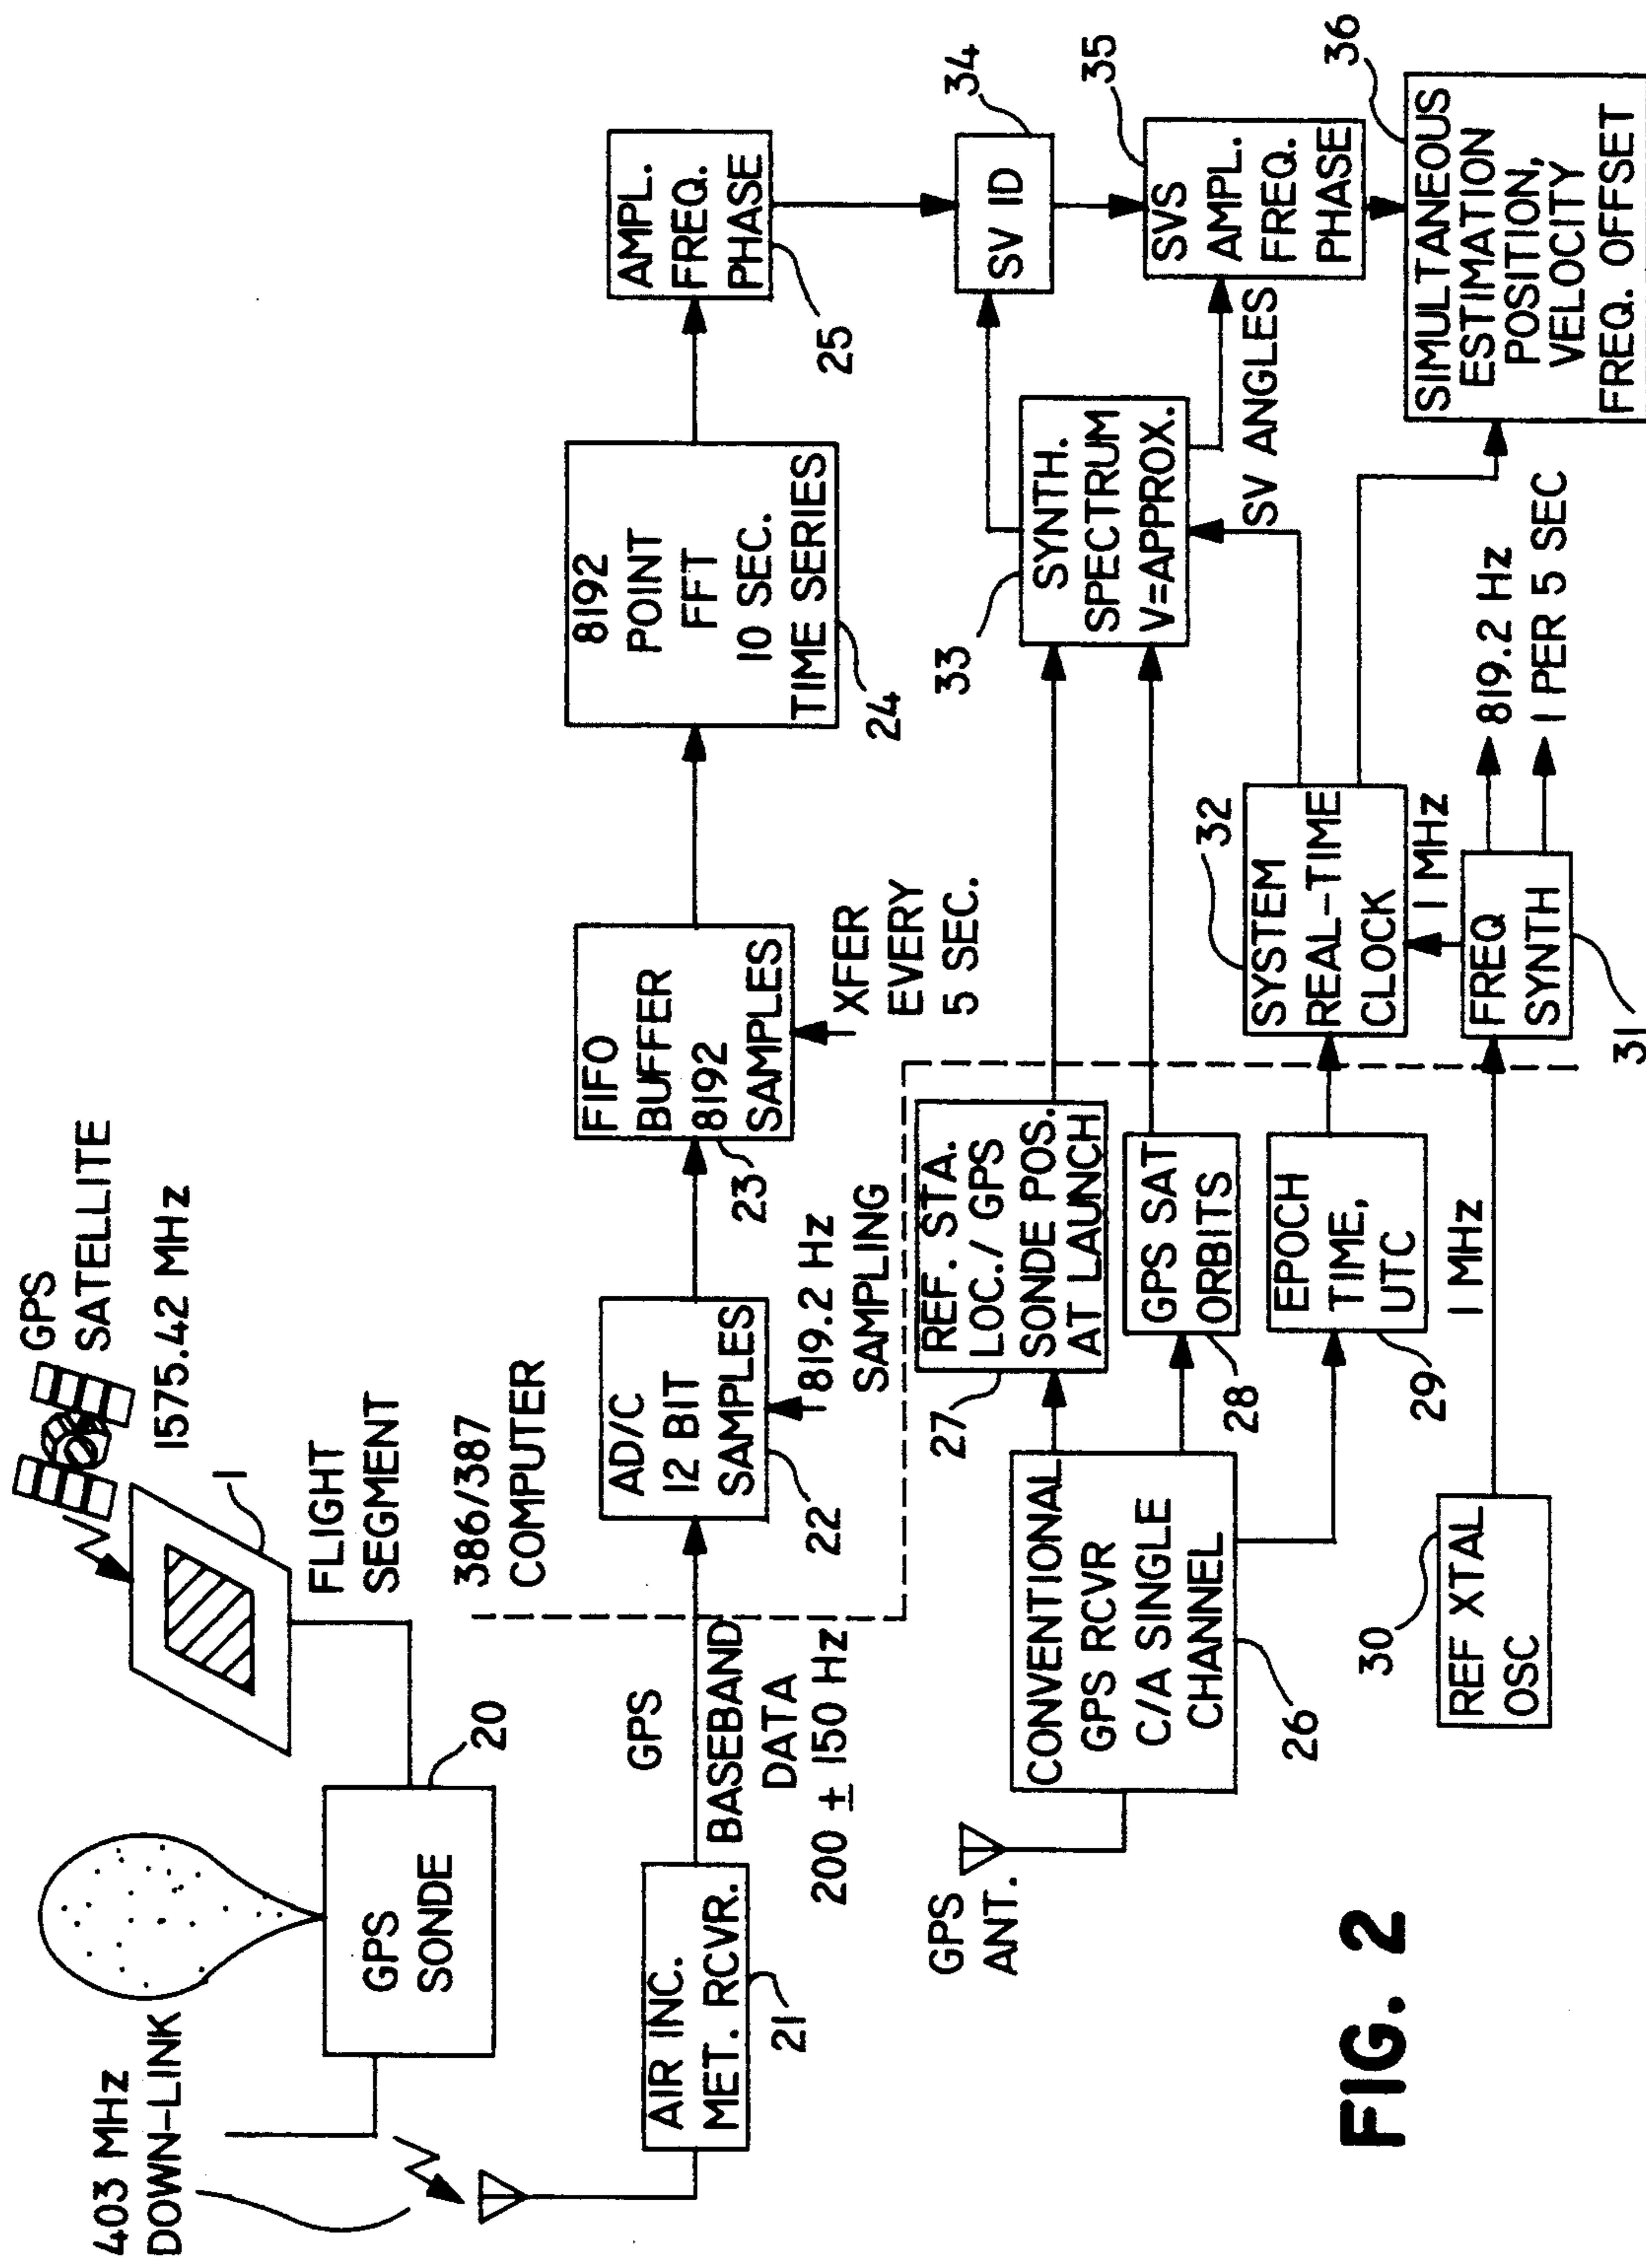 403 MHz
DOWN-LINK
GPS
SONDE
20
GPS
SATELLITE
1575.42 MHz
1
FLIGHT
SEGMENT
386/387
COMPUTER
AIR INC.
MET. RCVR.
21
GPS
BASEBAND
DATA
200 ± 150 Hz
AD/C
12 BIT
SAMPLES
22
819.2 Hz
SAMPLING
FIFO
BUFFER
8192
SAMPLES
23
XFER
EVERY
5 SEC.
8192
POINT
FFT
10 SEC.
TIME SERIES
24
AMPL.
FREQ.
PHASE
25
GPS
ANT.
CONVENTIONAL
GPS RCVR
C/A SINGLE
CHANNEL
26
REF. STA.
LOC./ GPS
SONDE POS.
AT LAUNCH
27
GPS SAT
ORBITS
28
EPOCH
TIME,
UTC
29
REF XTAL
OSC
30
1 MHz
FREQ
SYNTH
31
1 MHz
819.2 Hz
1 PER 5 SEC
SYSTEM
REAL-TIME
CLOCK
32
SYNTH.
SPECTRUM
V=APPROX.
33
SV ANGLES
SV ID
34
SVS
AMPL.
FREQ.
PHASE
35
SIMULTANEOUS
ESTIMATION
POSITION,
VELOCITY
FREQ. OFFSET
36
FIG. 2